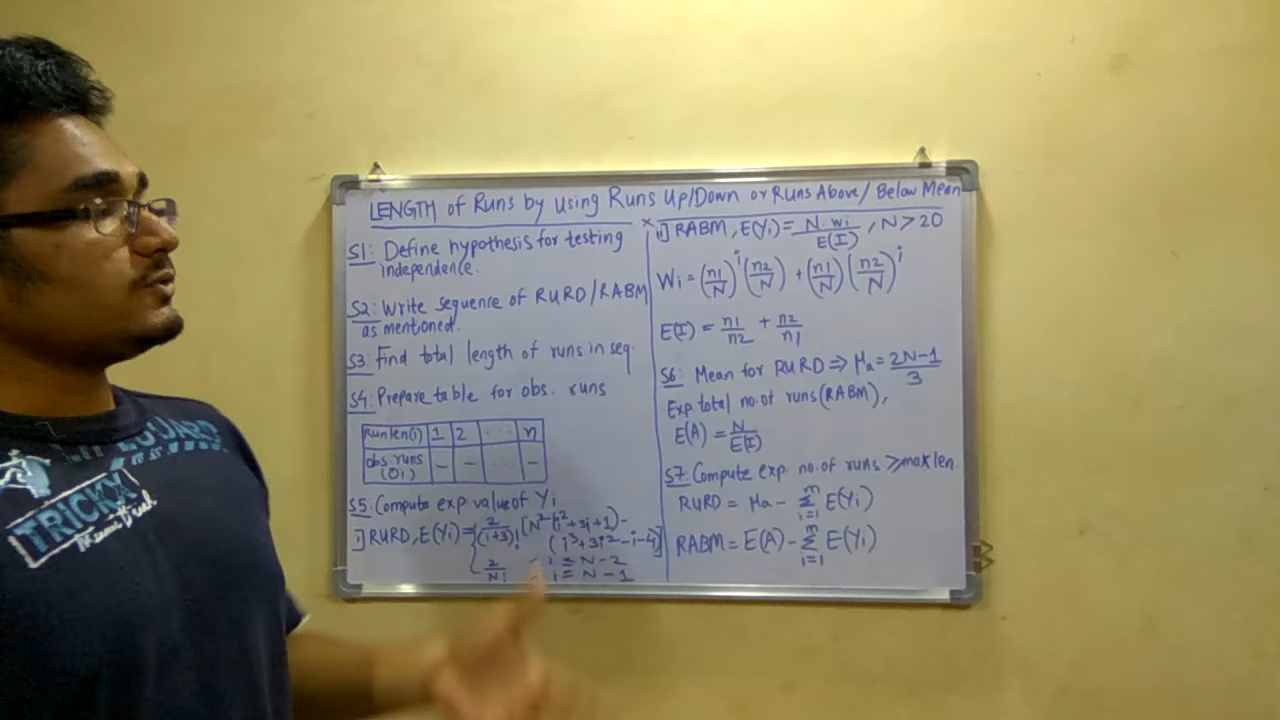 LENGTH of Runs by using Runs Up/Down or Runs Above/ Below Mean
S1: Define hypothesis for testing
independence.
S2: Write sequence of RURD/RABM
as mentioned.
S3: Find total length of runs in seq.
S4: Prepare table for obs. runs
Runlen(i) 1 2 ... n
obs. runs (Oi) — — ... —
S5: Compute exp value of Yi
i] RURD, E(Yi) = { 2/(i+3)! [N²-(i²+3i+1)-
(i³+3i²-i-4)]
i = N-2
2/N! i = N-1
ii] RABM, E(Yi) = N.wi/E(I), N > 20
Wi = (n1/N)^i (n2/N) + (n1/N) (n2/N)^i
E(I) = n1/n2 + n2/n1
S6: Mean for RURD ⇒ μa = 2N-1/3
Exp total no. of runs (RABM),
E(A) = N/E(I)
S7: Compute exp. no. of runs ≥ max len.
RURD = μa - Σ_{i=1}^{m} E(Yi)
RABM = E(A) - Σ_{i=1}^{m} E(Yi)
TRICKX